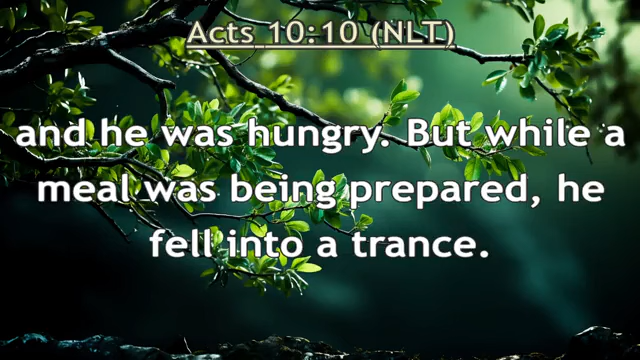 Acts 10:10 (NLT)
and he was hungry. But while a
meal was being prepared, he
fell into a trance.